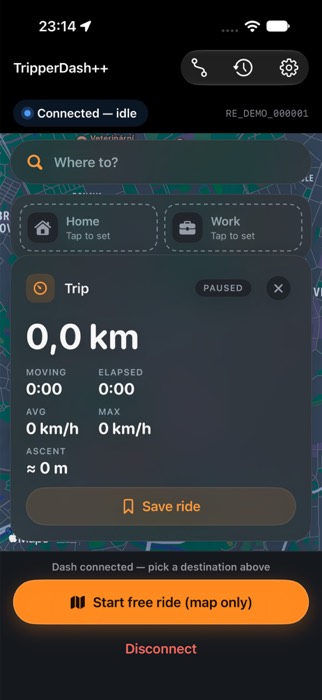 23:14
TripperDash++
Connected — idle
RE_DEMO_000001
Veterinární
Where to?
Home
Tap to set
Work
Tap to set
Trip
PAUSED
0,0 km
MOVING
ELAPSED
0:00
0:00
AVG
MAX
0 km/h
0 km/h
ASCENT
≈ 0 m
Save ride
Dash connected — pick a destination above
Start free ride (map only)
Disconnect